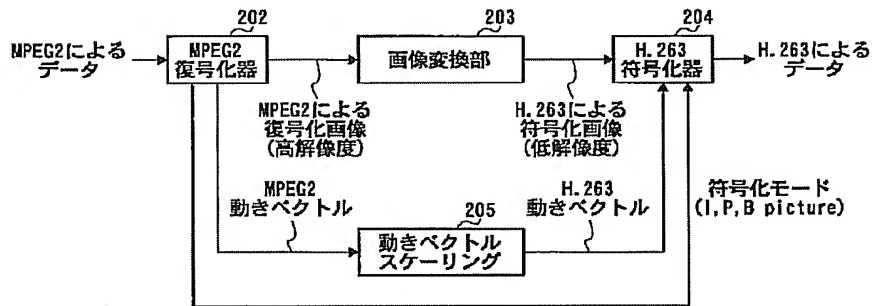 202
203
204
MPEG2による
データ
MPEG2
復号化器
画像変換部
H.263
符号化器
H.263による
データ
MPEG2による
復号化画像
(高解像度)
H.263による
符号化画像
(低解像度)
MPEG2
動きベクトル
205
H.263
動きベクトル
符号化モード
(I,P,B picture)
動きベクトル
スケーリング